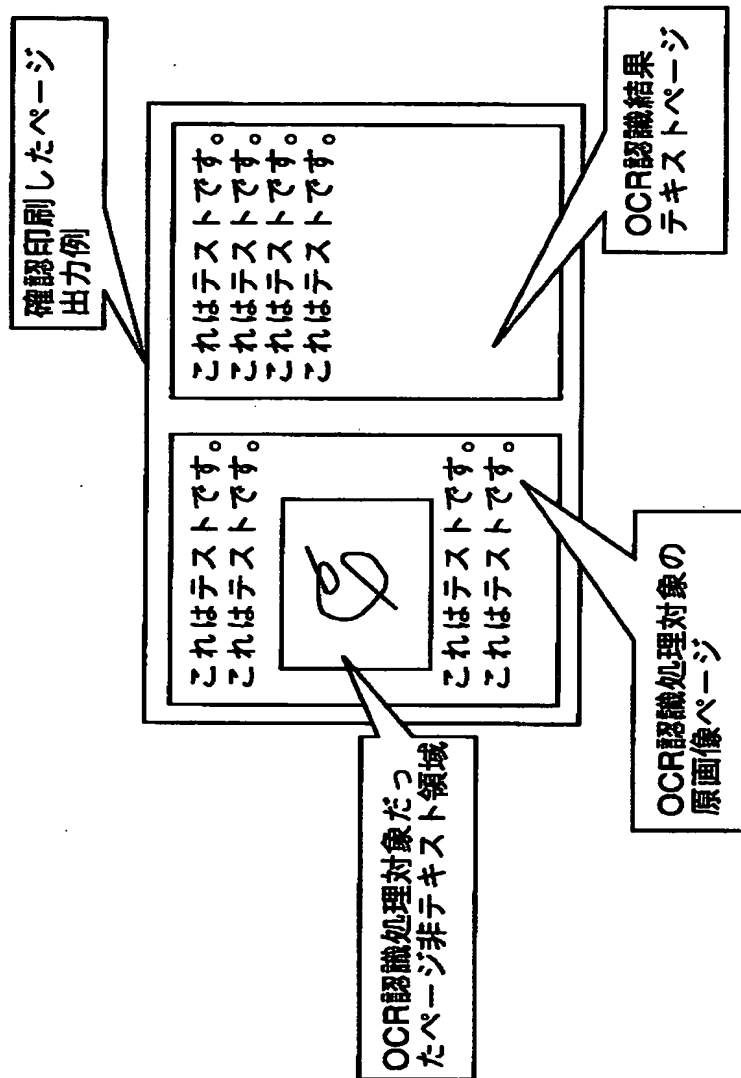 確認印刷したページ
出力例
これはテストです。
これはテストです。
これはテストです。
これはテストです。
これはテストです。
これはテストです。
これはテストです。
これはテストです。
OCR認識処理対象だっ
たページ非テキスト領域
OCR認識処理対象の
原画像ページ
OCR認識結果
テキストページ